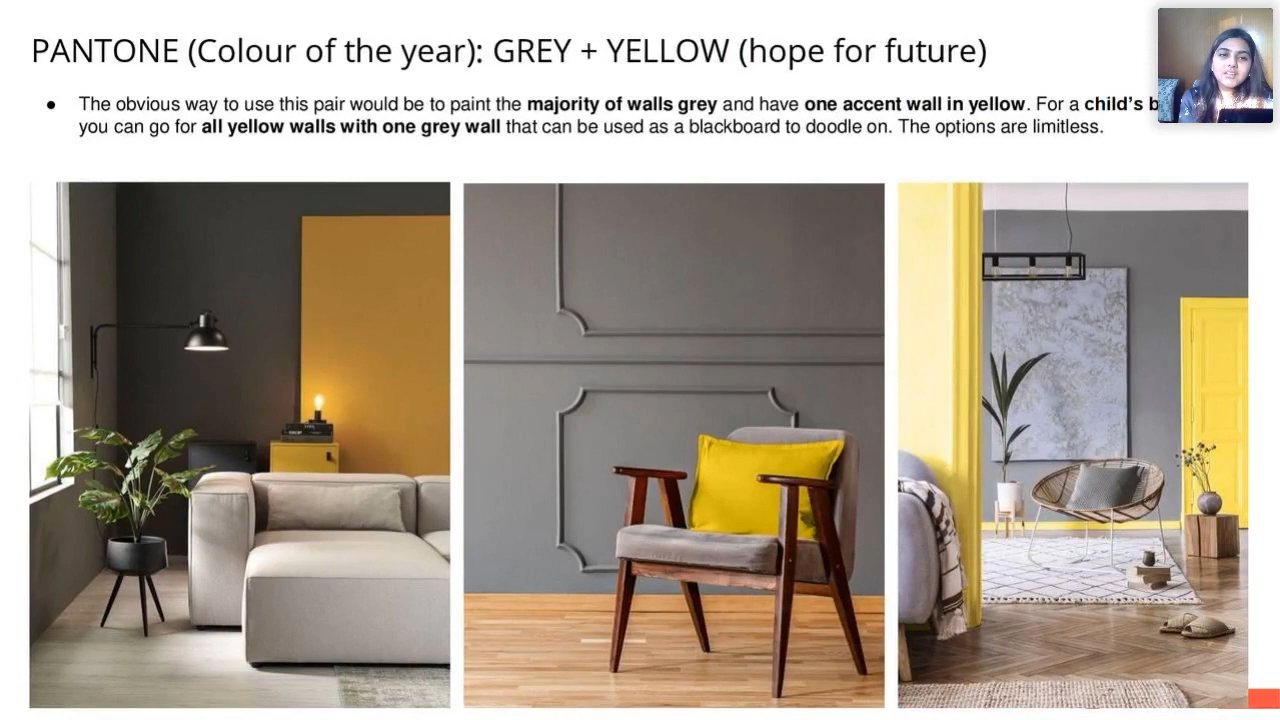 PANTONE (Colour of the year): GREY + YELLOW (hope for future)
● The obvious way to use this pair would be to paint the majority of walls grey and have one accent wall in yellow. For a child's
you can go for all yellow walls with one grey wall that can be used as a blackboard to doodle on. The options are limitless.